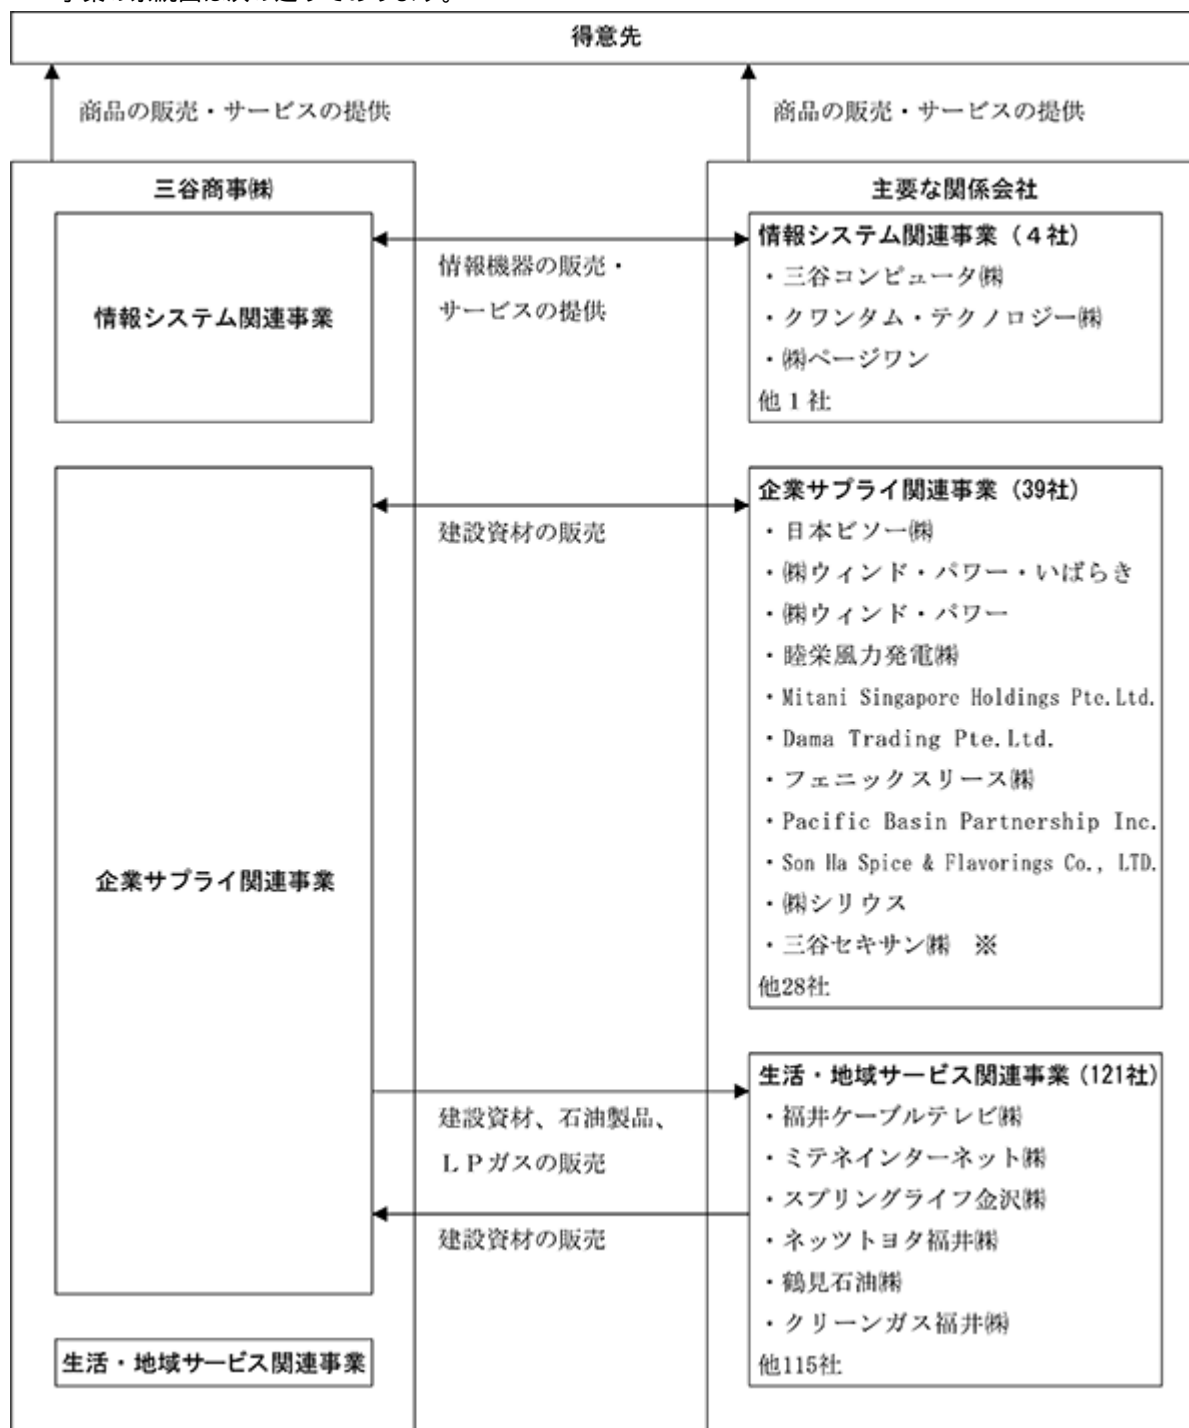 得意先
商品の販売・サービスの提供
商品の販売・サービスの提供
三谷商事㈱
情報システム関連事業
企業サプライ関連事業
生活・地域サービス関連事業
情報機器の販売・
サービスの提供
建設資材の販売
建設資材、石油製品、
ＬＰガスの販売
建設資材の販売
主要な関係会社
情報システム関連事業（４社）
・三谷コンピュータ㈱
・クワンタム・テクノロジー㈱
・㈱ページワン
他１社
企業サプライ関連事業（39社）
・日本ビソー㈱
・㈱ウィンド・パワー・いばらき
・㈱ウィンド・パワー
・睦栄風力発電㈱
・Mitani Singapore Holdings Pte.Ltd.
・Dama Trading Pte.Ltd.
・フェニックスリース㈱
・Pacific Basin Partnership Inc.
・Son Ha Spice & Flavorings Co., LTD.
・㈱シリウス
・三谷セキサン㈱　※
他28社
生活・地域サービス関連事業（121社）
・福井ケーブルテレビ㈱
・ミテネインターネット㈱
・スプリングライフ金沢㈱
・ネッツトヨタ福井㈱
・鶴見石油㈱
・クリーンガス福井㈱
他115社